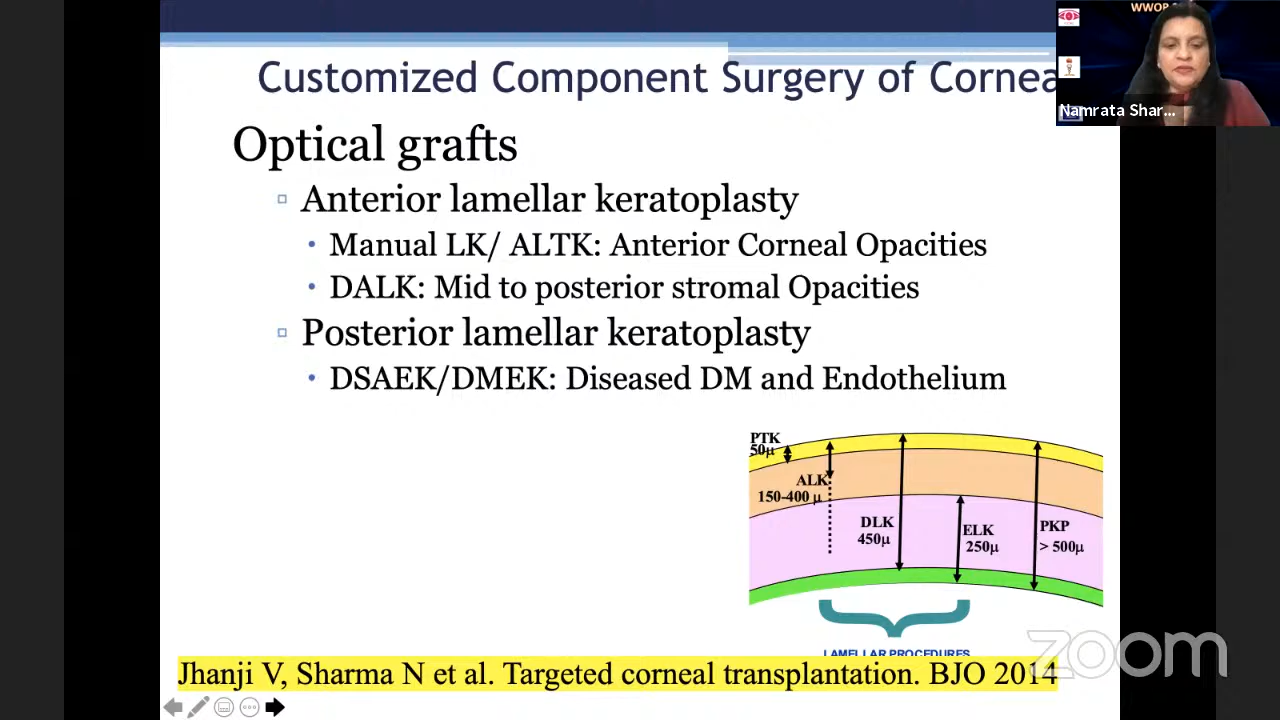 Customized Component Surgery of Cornea
WWOP
Namrata Shar...
Optical grafts
Anterior lamellar keratoplasty
Manual LK/ ALTK: Anterior Corneal Opacities
DALK: Mid to posterior stromal Opacities
Posterior lamellar keratoplasty
DSAEK/DMEK: Diseased DM and Endothelium
PTK
50µ
ALK
150-400 µ
DLK
450µ
ELK
250µ
PKP
> 500µ
LAMELLAR PROCEDURES
zoom
Jhanji V, Sharma N et al. Targeted corneal transplantation. BJO 2014